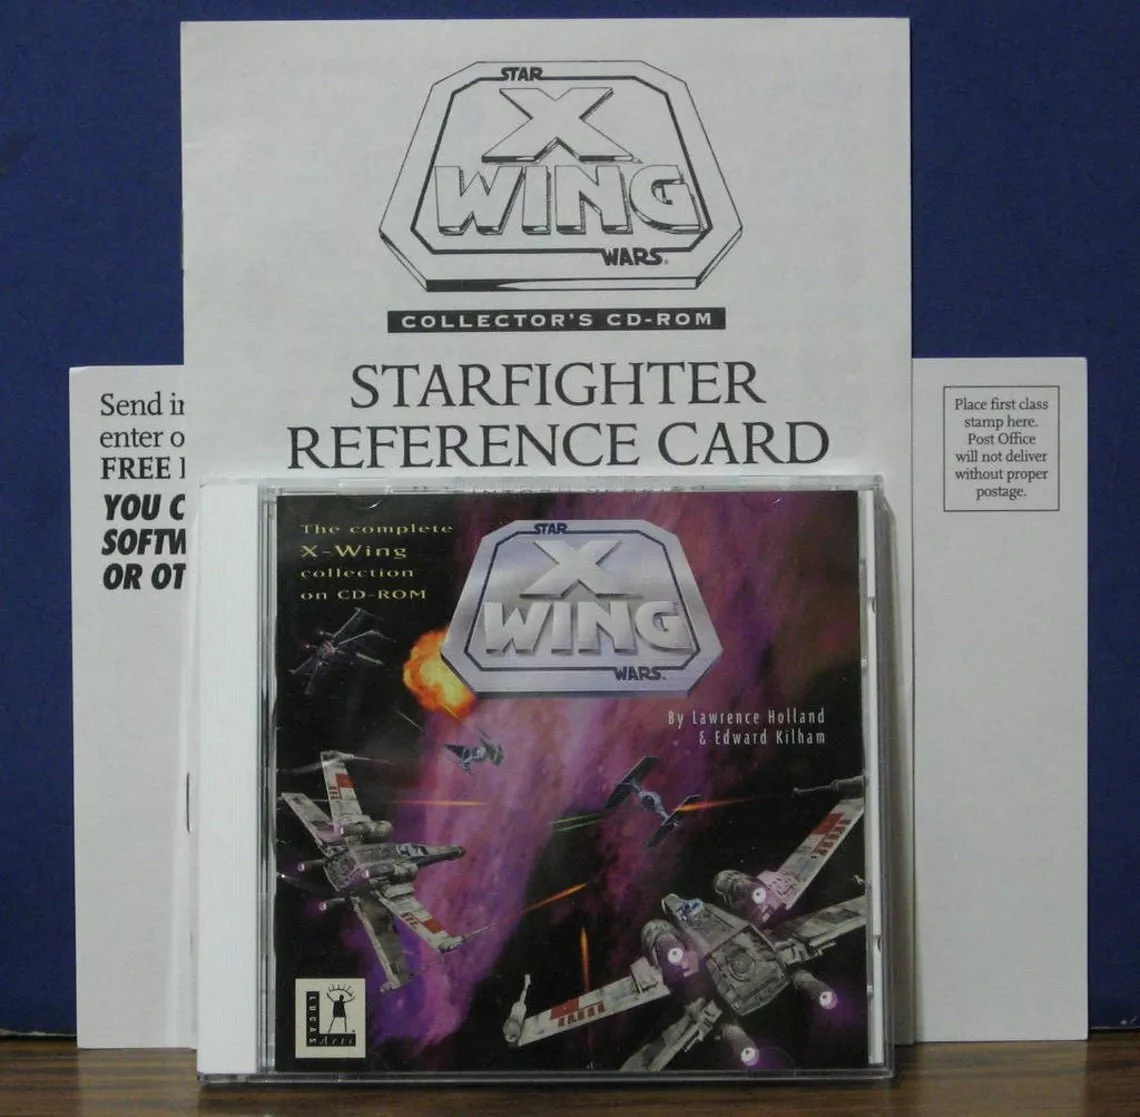 STAR
X
WING
WARS®
COLLECTOR'S CD-ROM
STARFIGHTER
REFERENCE CARD
Send in
enter o
FREE
YOU C
SOFTW
OR OT
Place first class
stamp here.
Post Office
will not deliver
without proper
postage.
The complete
X-Wing
collection
on CD-ROM
STAR
X
WING
WARS®
By Lawrence Holland
& Edward Kilham
LUCAS
Arts